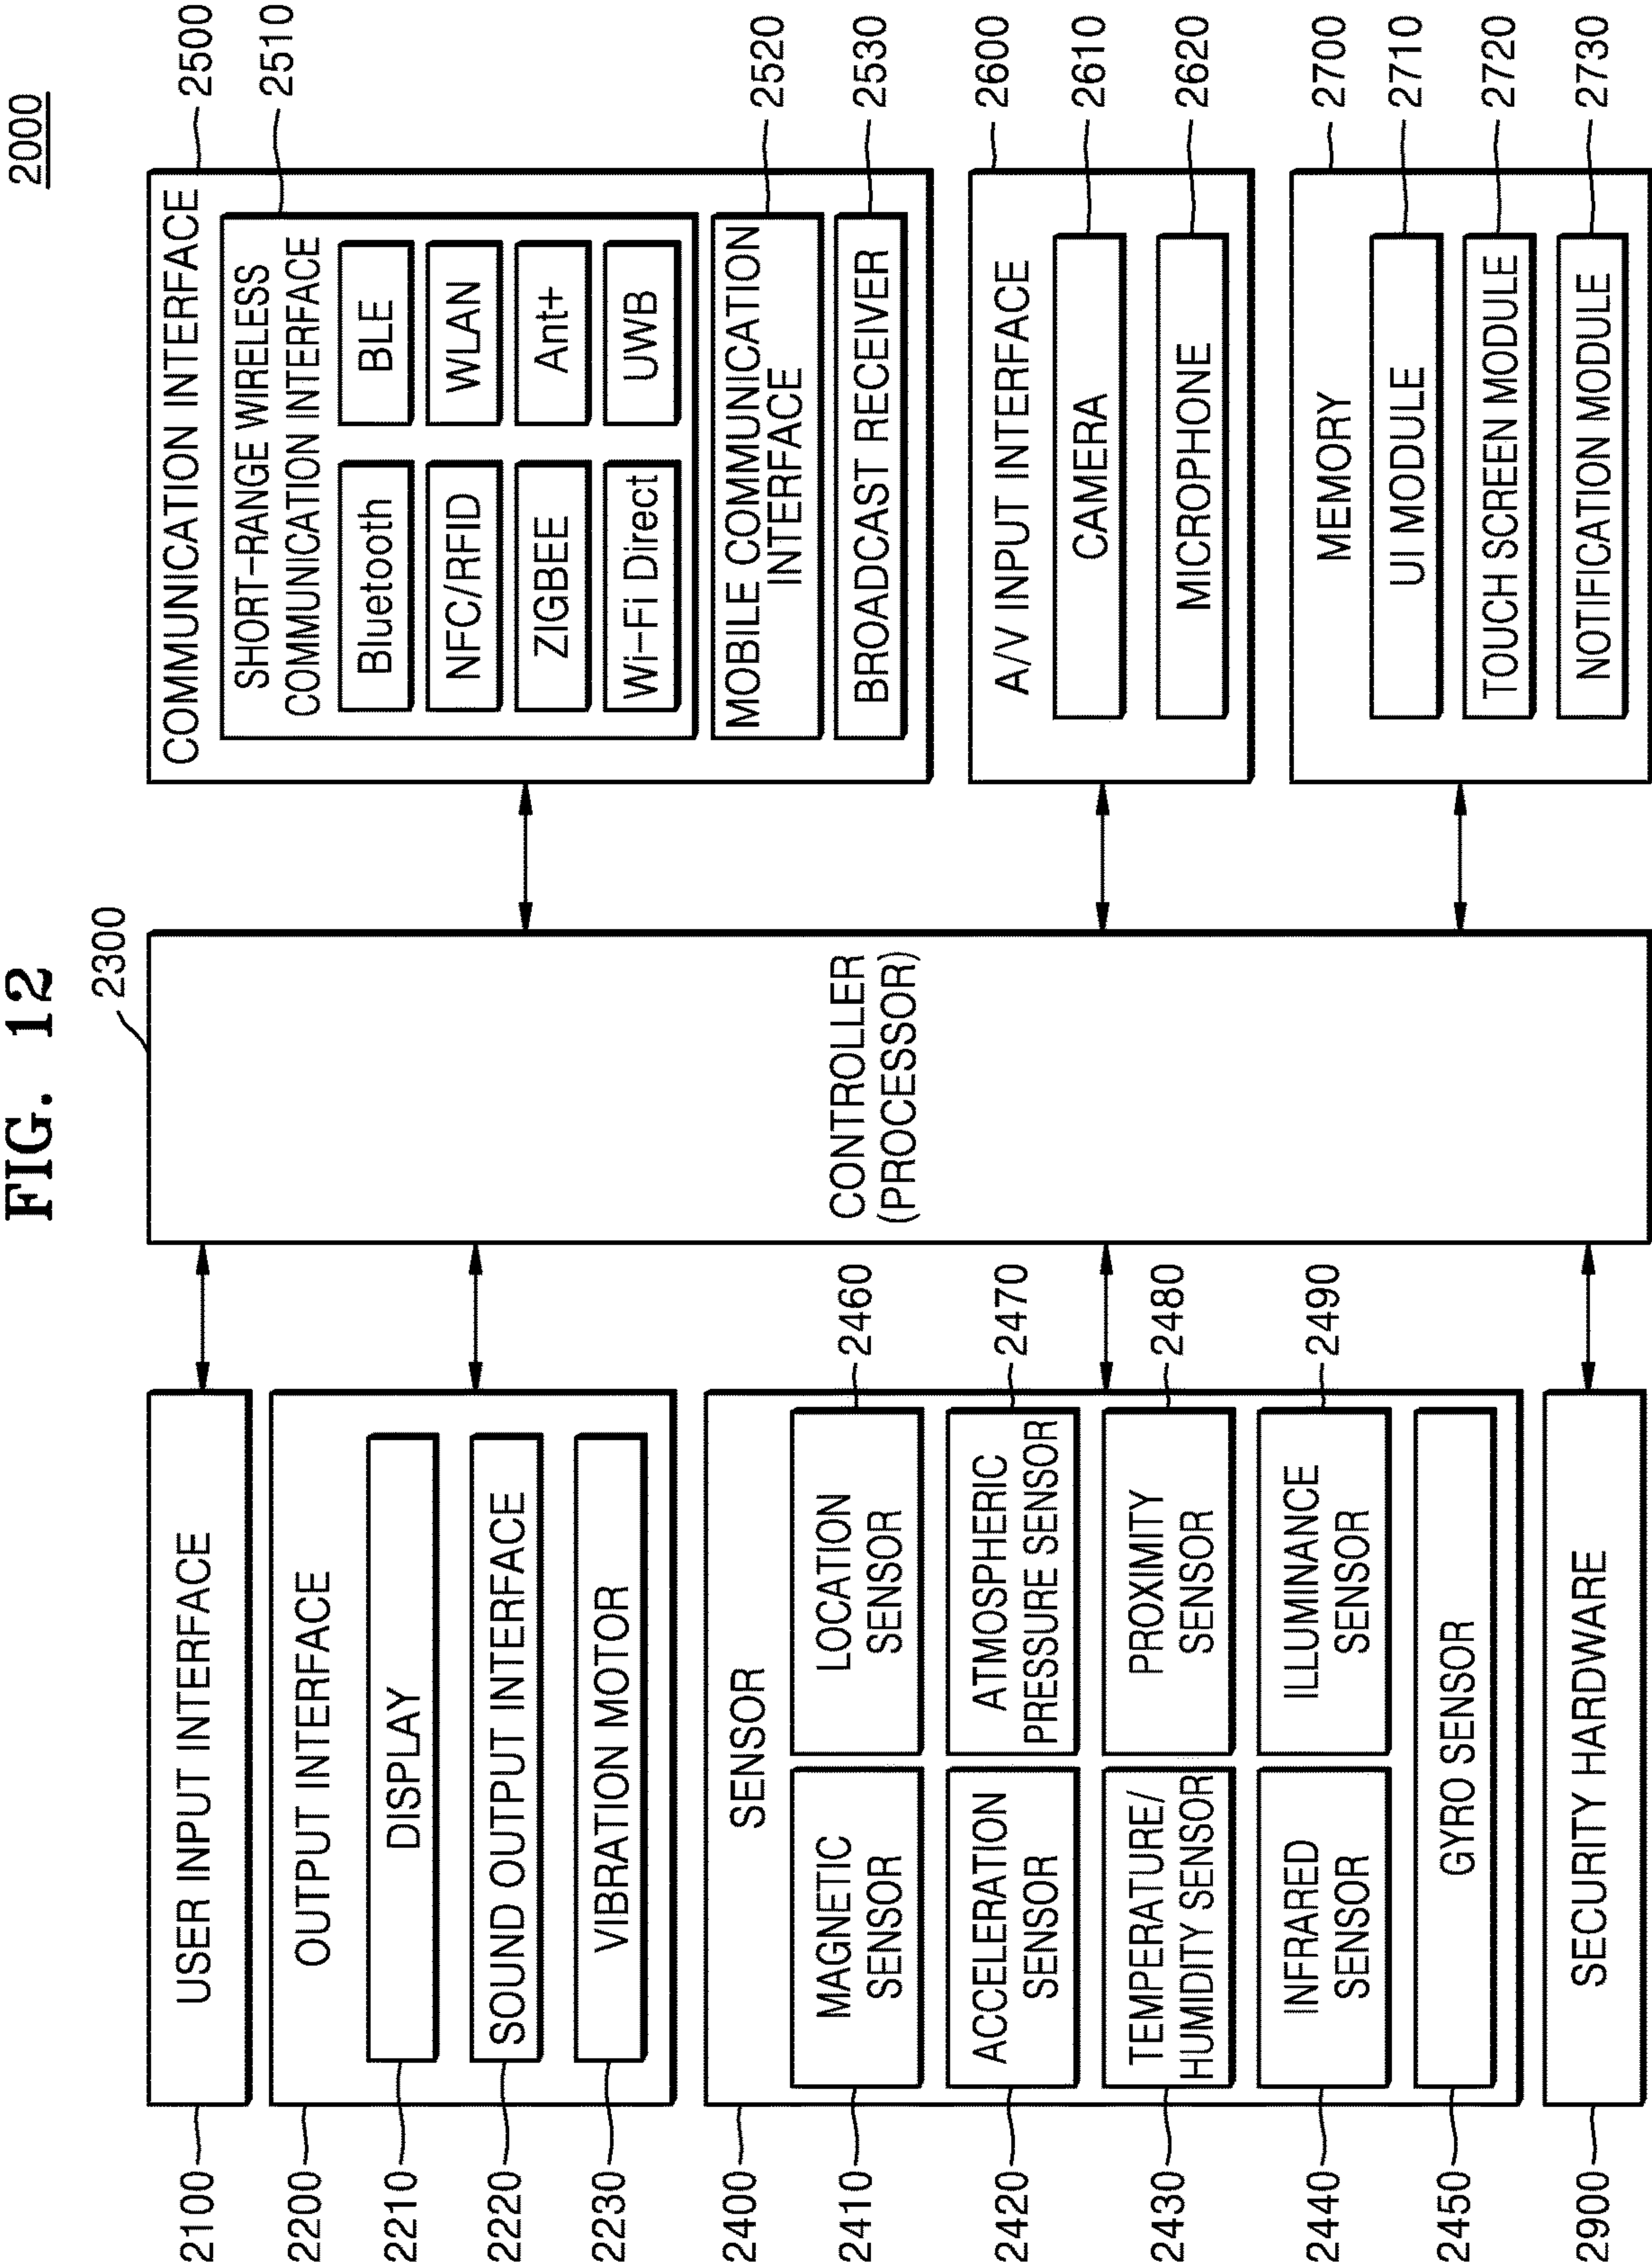 FIG. 12
2000
2300
CONTROLLER
(PROCESSOR)
2100
USER INPUT INTERFACE
2200
OUTPUT INTERFACE
2210
DISPLAY
2220
SOUND OUTPUT INTERFACE
2230
VIBRATION MOTOR
2400
SENSOR
2410
MAGNETIC
SENSOR
LOCATION
SENSOR
2460
2420
ACCELERATION
SENSOR
ATMOSPHERIC
PRESSURE SENSOR
2470
2430
TEMPERATURE/
HUMIDITY SENSOR
PROXIMITY
SENSOR
2480
2440
INFRARED
SENSOR
ILLUMINANCE
SENSOR
2490
2450
GYRO SENSOR
2900
SECURITY HARDWARE
COMMUNICATION INTERFACE
2500
SHORT-RANGE WIRELESS
COMMUNICATION INTERFACE
2510
Bluetooth
BLE
NFC/RFID
WLAN
ZIGBEE
Ant+
Wi-Fi Direct
UWB
MOBILE COMMUNICATION
INTERFACE
2520
BROADCAST RECEIVER
2530
A/V INPUT INTERFACE
2600
CAMERA
2610
MICROPHONE
2620
MEMORY
2700
UI MODULE
2710
TOUCH SCREEN MODULE
2720
NOTIFICATION MODULE
2730